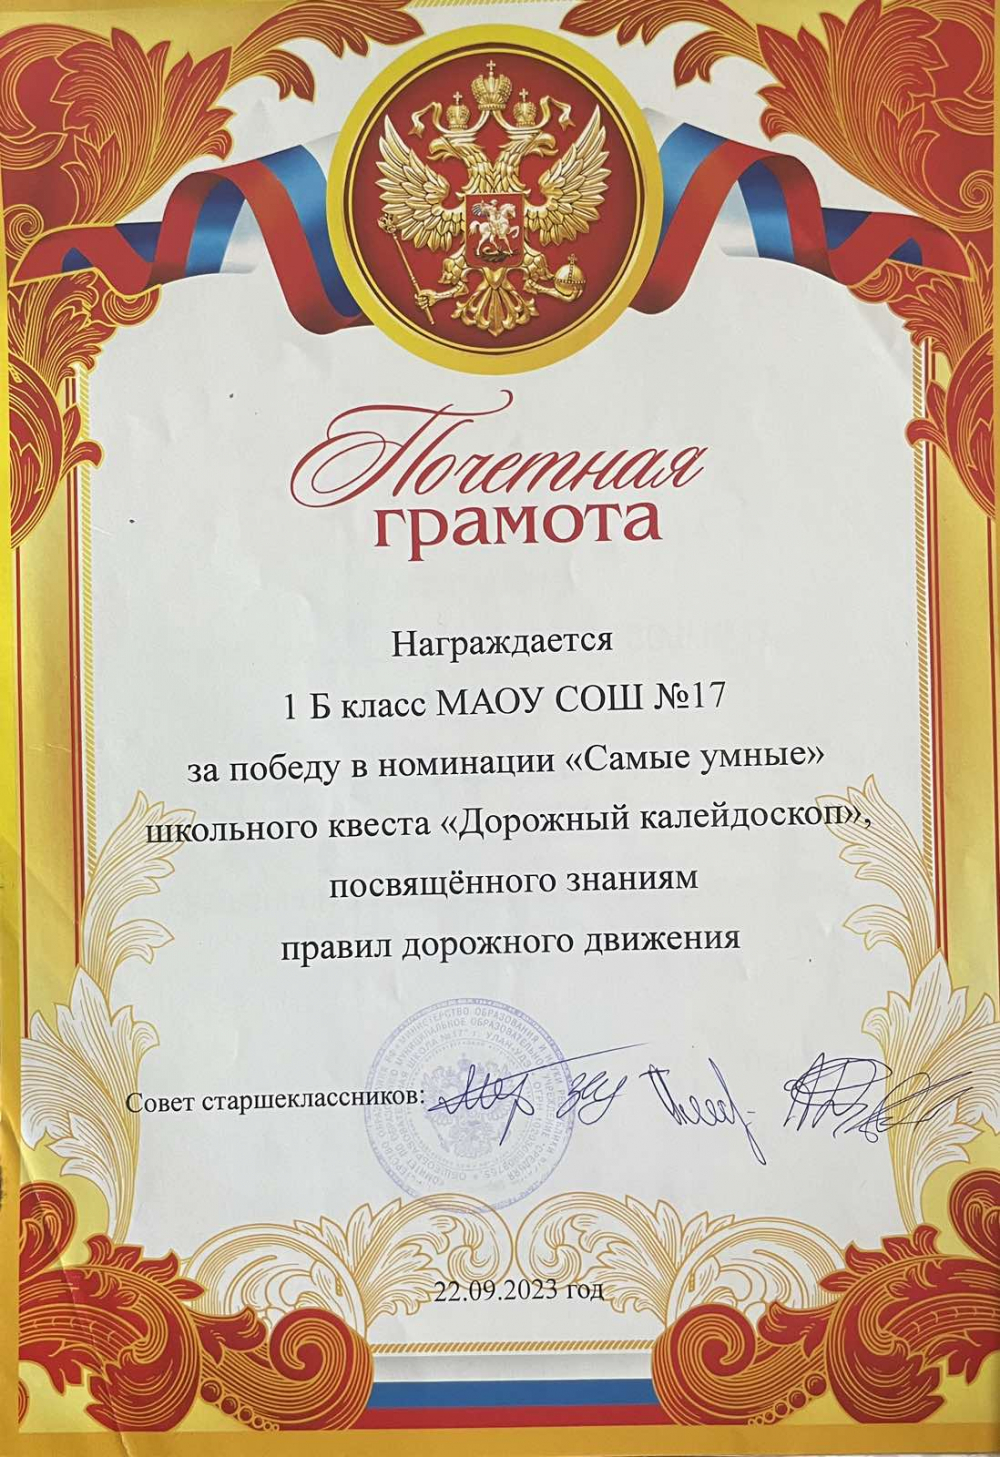 Почетная
грамота
Награждается
1 Б класс МАОУ СОШ №17
за победу в номинации «Самые умные»
школьного квеста «Дорожный калейдоскоп»,
посвящённого знаниям
правил дорожного движения
Совет старшеклассников:
22.09.2023 год